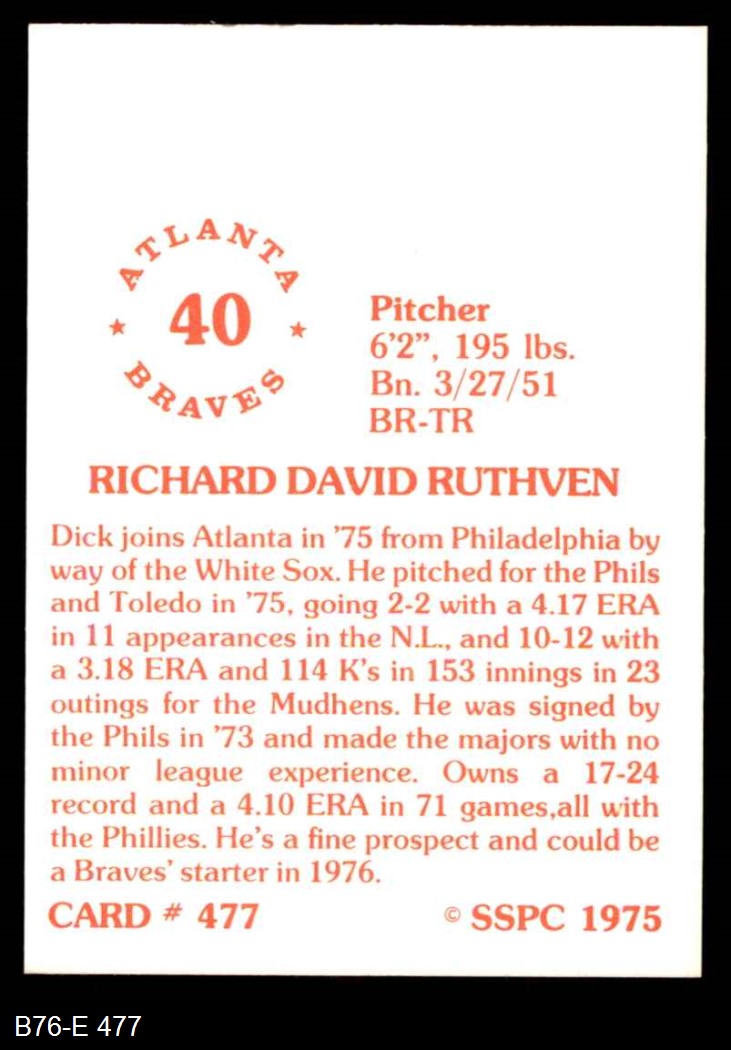 ATLANTA
40
BRAVES
Pitcher
6'2", 195 lbs.
Bn. 3/27/51
BR-TR
RICHARD DAVID RUTHVEN
Dick joins Atlanta in '75 from Philadelphia by
way of the White Sox. He pitched for the Phils
and Toledo in '75, going 2-2 with a 4.17 ERA
in 11 appearances in the N.L., and 10-12 with
a 3.18 ERA and 114 K's in 153 innings in 23
outings for the Mudhens. He was signed by
the Phils in '73 and made the majors with no
minor league experience. Owns a 17-24
record and a 4.10 ERA in 71 games,all with
the Phillies. He's a fine prospect and could be
a Braves' starter in 1976.
CARD # 477 © SSPC 1975
B76-E 477